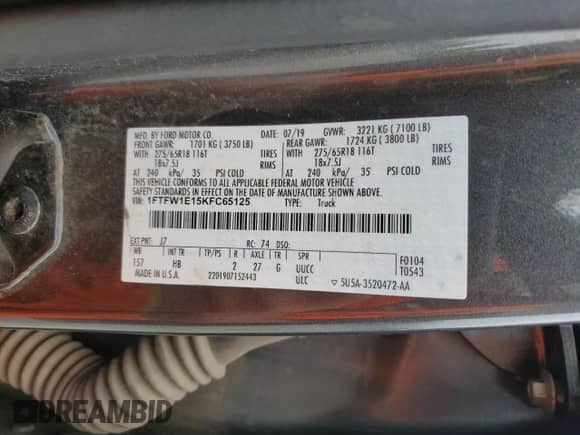 MFD. BY FORD MOTOR CO. 07/19 GVWR: 3221 KG ( 7100 LB)
FRONT GAWR: 1701 KG ( 3750 LB) REAR GAWR: 1724 KG ( 3800 LB)
WITH 275/65R18 116T TIRES WITH 275/65R18 116T TIRES
18x7.5J RIMS 18x7.5J RIMS
AT 240 kPa/ 35 PSI COLD AT 240 kPa/ 35 PSI COLD
THIS VEHICLE CONFORMS TO ALL APPLICABLE FEDERAL MOTOR VEHICLE
SAFETY STANDARDS IN EFFECT ON THE DATE OF MANUFACTURE SHOWN ABOVE.
VIN: 1FTFW1E15KFC65125 TYPE: Truck
EXT PNT: J7 RC: 74 DSO:
WB INT TR TP/PS R AXLE TR SPR F0104
157 HB 2 27 G UUCC T0543
MADE IN U.S.A. 2201907152443 ULC 5U5A-3520472-AA
DREAMBID